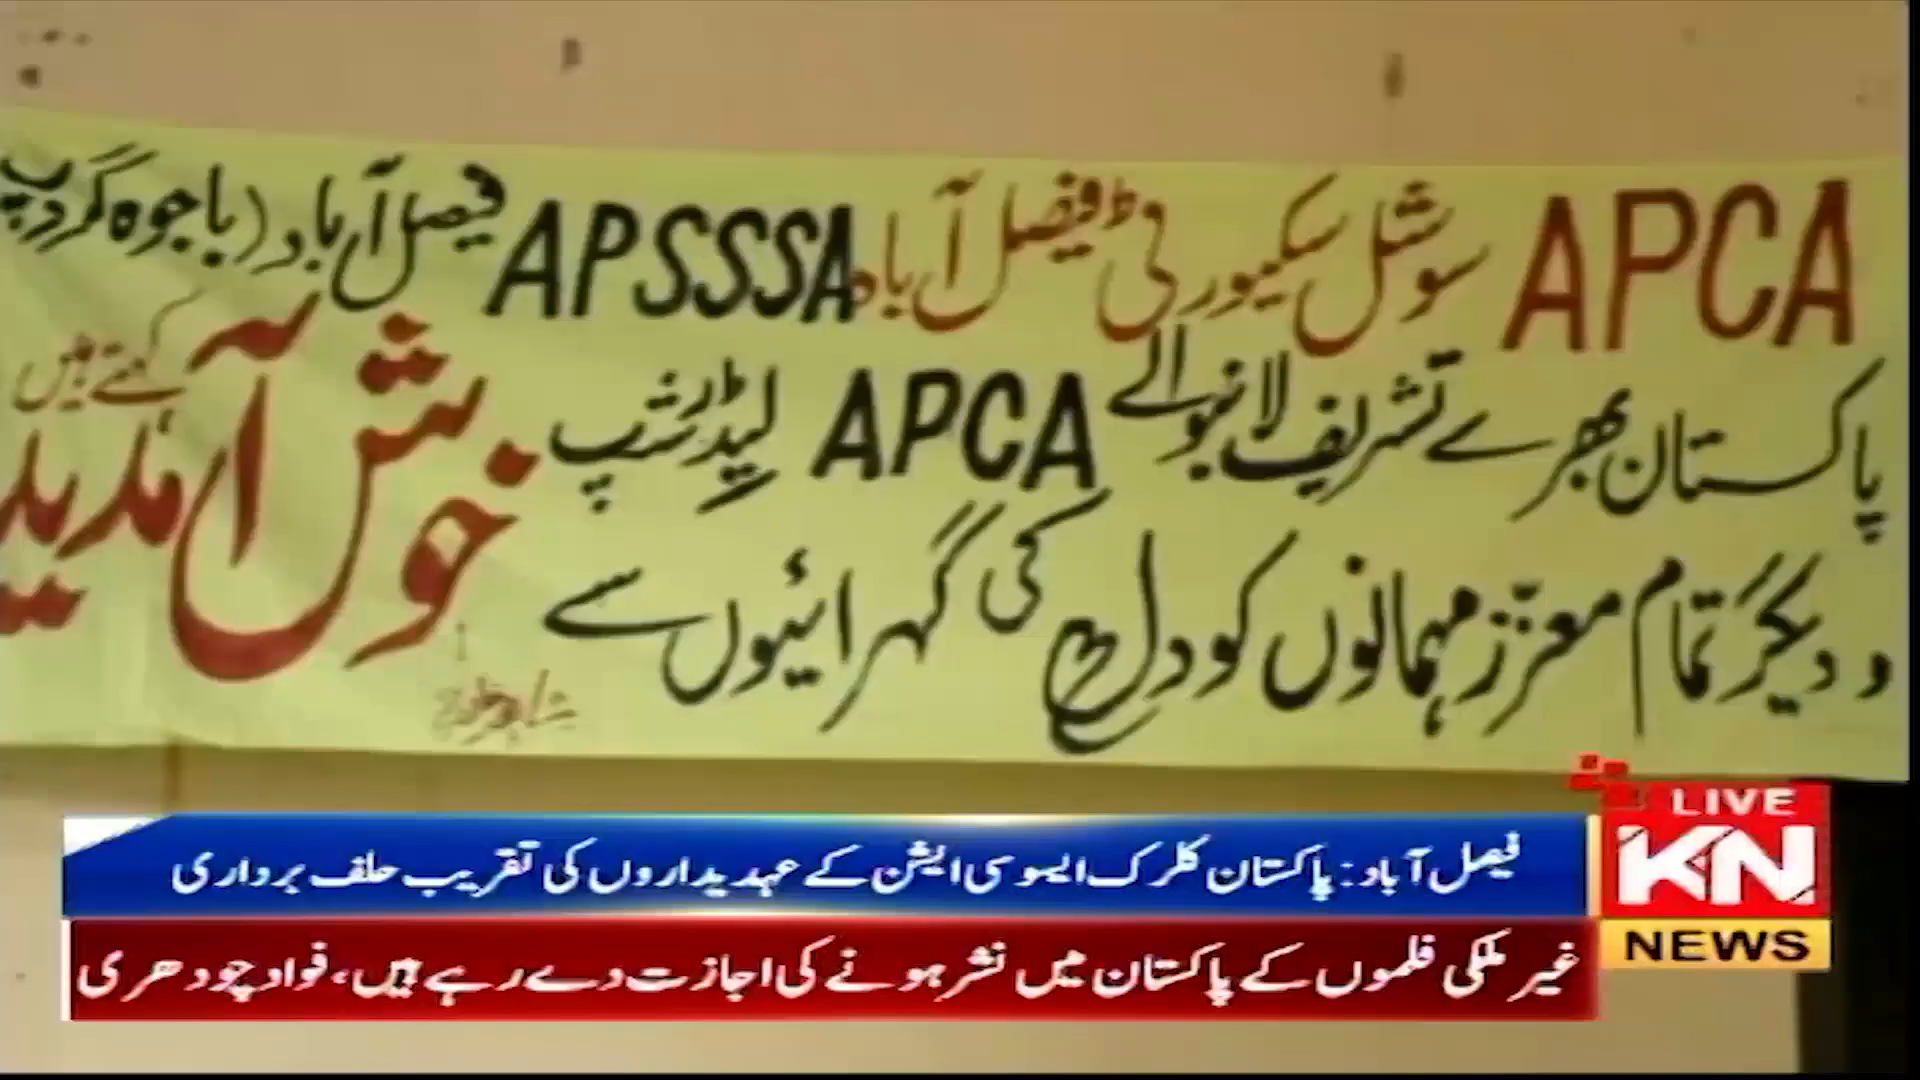 APCA سوشل سکیورٹی فیصل آباد APSSSA فیصل آباد (باجوہ گروپ
پاکستان بھر سے تشریف لانیوالے APCA لیڈرشپ
و دیگر تمام معزز مہمانوں کو دل کی گہرائیوں سے
خوش آمدید
کہتے ہیں
LIVE
KN
NEWS
فیصل آباد: پاکستان کلرک ایسوسی ایشن کے عہدیداروں کی تقریب حلف برداری
غیر ملکی فلموں کے پاکستان میں نشر ہونے کی اجازت دے رہے ہیں، فواد چودھری